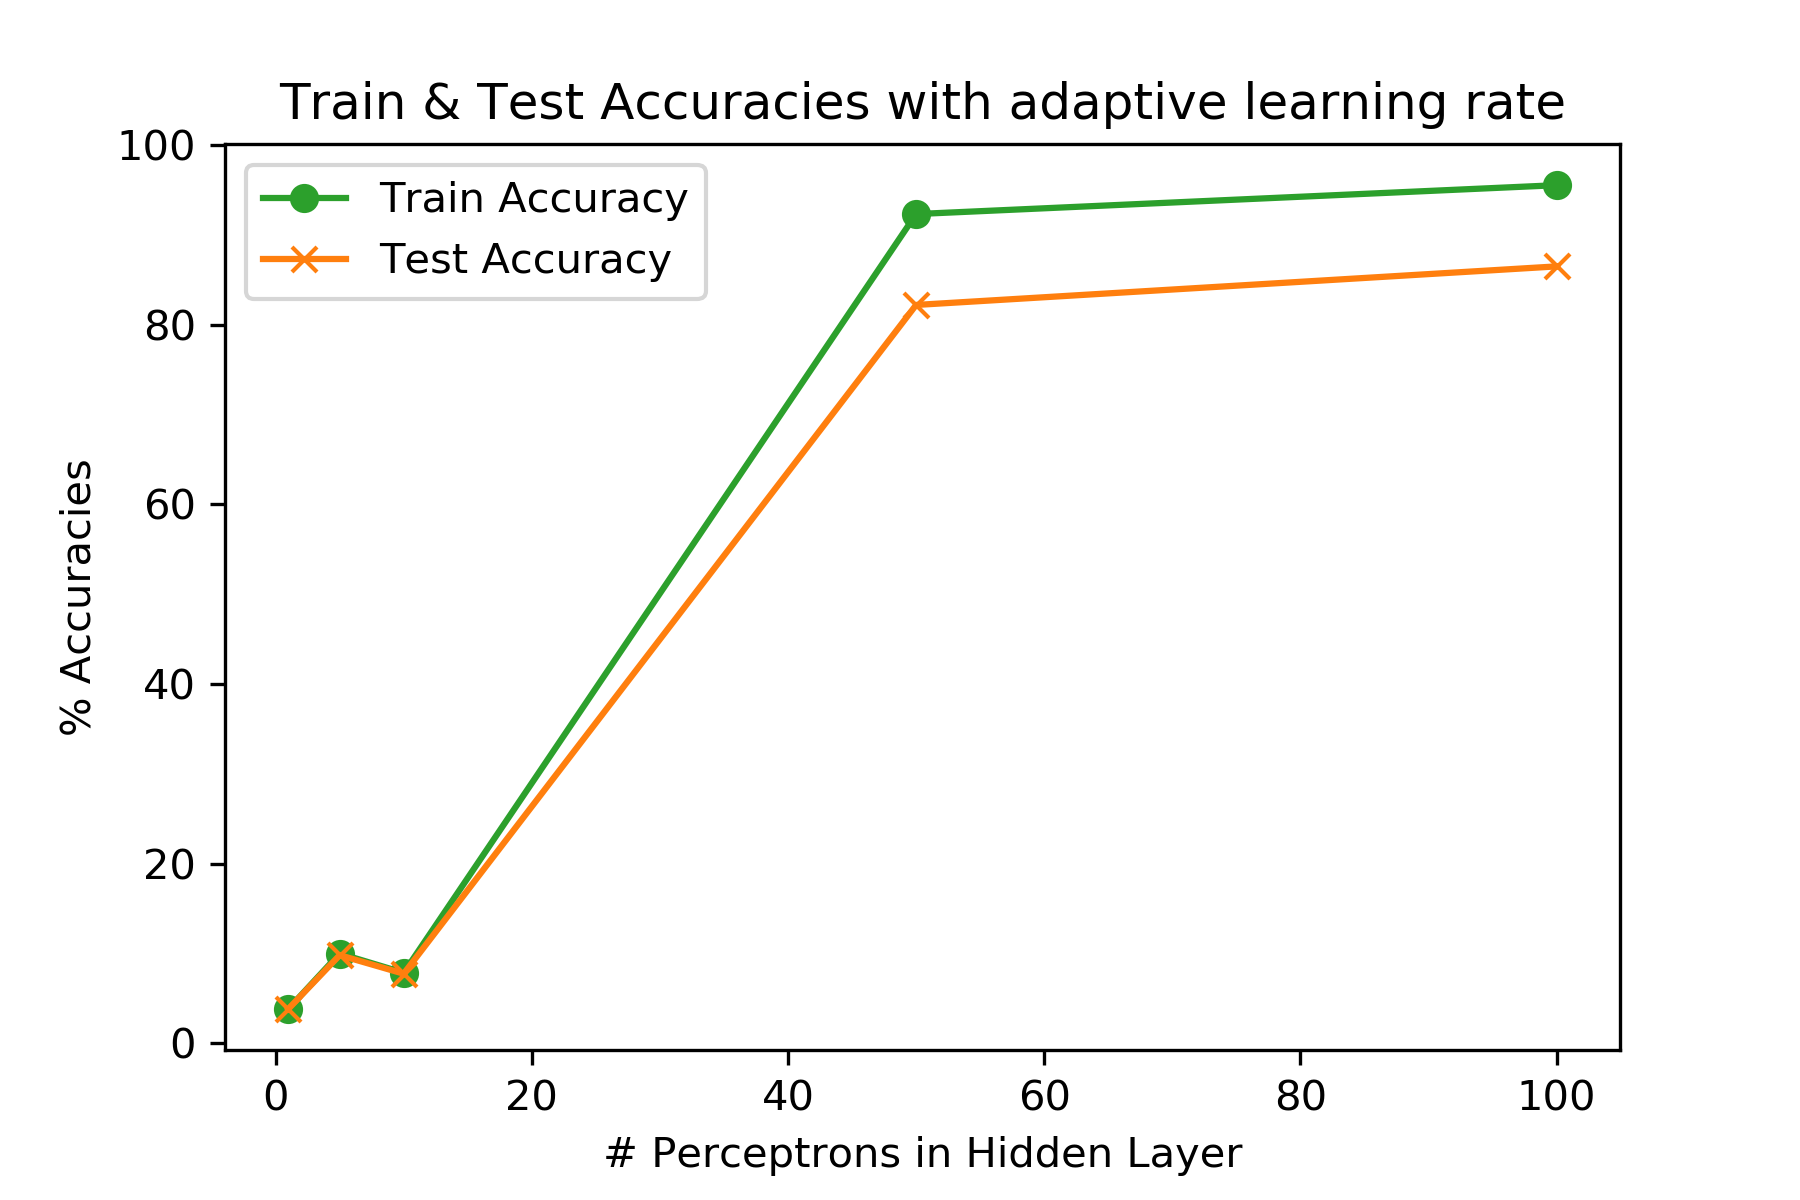 Train & Test Accuracies with adaptive learning rate
100
80
60
40
20
0
% Accuracies
Train Accuracy
Test Accuracy
0 20 40 60 80 100
# Perceptrons in Hidden Layer